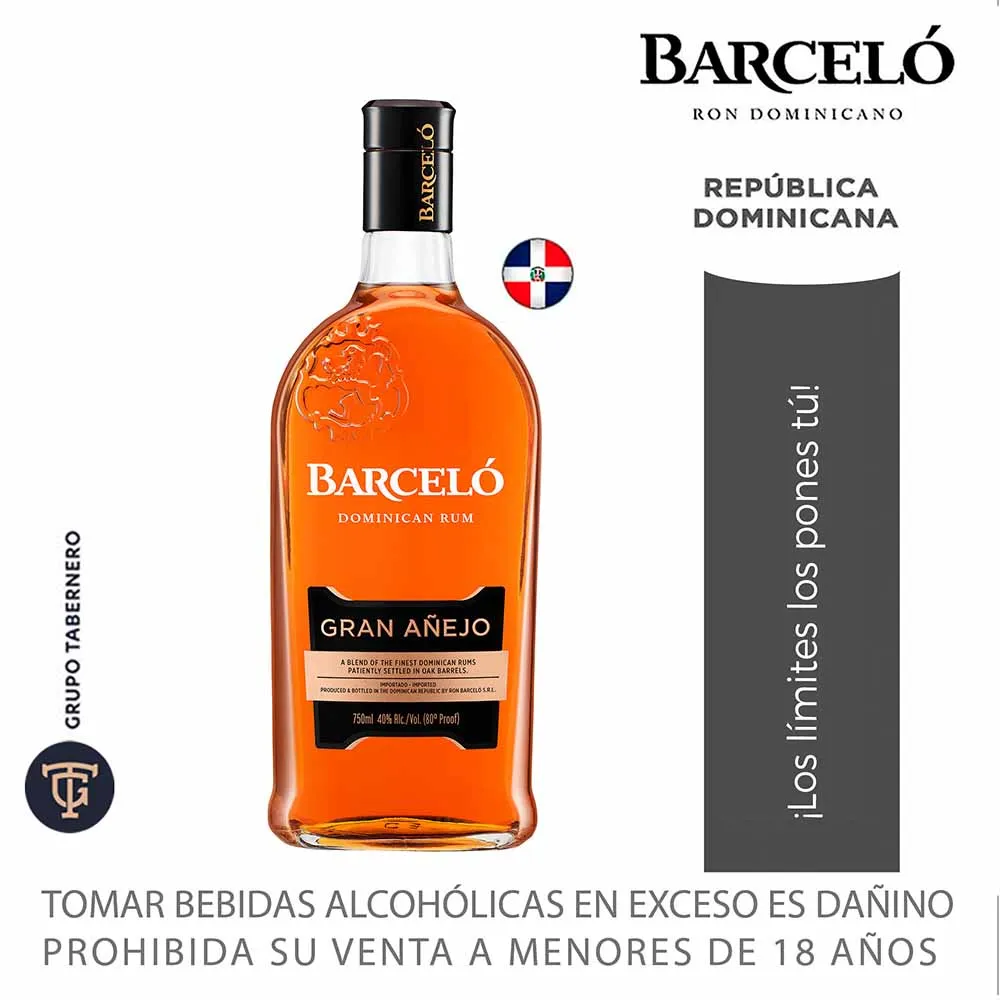 BARCELÓ
RON DOMINICANO
REPÚBLICA
DOMINICANA
¡Los límites los pones tú!
BARCELÓ
BARCELÓ
DOMINICAN RUM
GRAN AÑEJO
A BLEND OF THE FINEST DOMINICAN RUMS
PATIENTLY SETTLED IN OAK BARRELS.
IMPORTADO - IMPORTED
PRODUCED & BOTTLED IN THE DOMINICAN REPUBLIC BY RON BARCELÓ S.R.L.
750ml 40% Alc./Vol. (80º Proof)
GRUPO TABERNERO
TG
TOMAR BEBIDAS ALCOHÓLICAS EN EXCESO ES DAÑINO
PROHIBIDA SU VENTA A MENORES DE 18 AÑOS